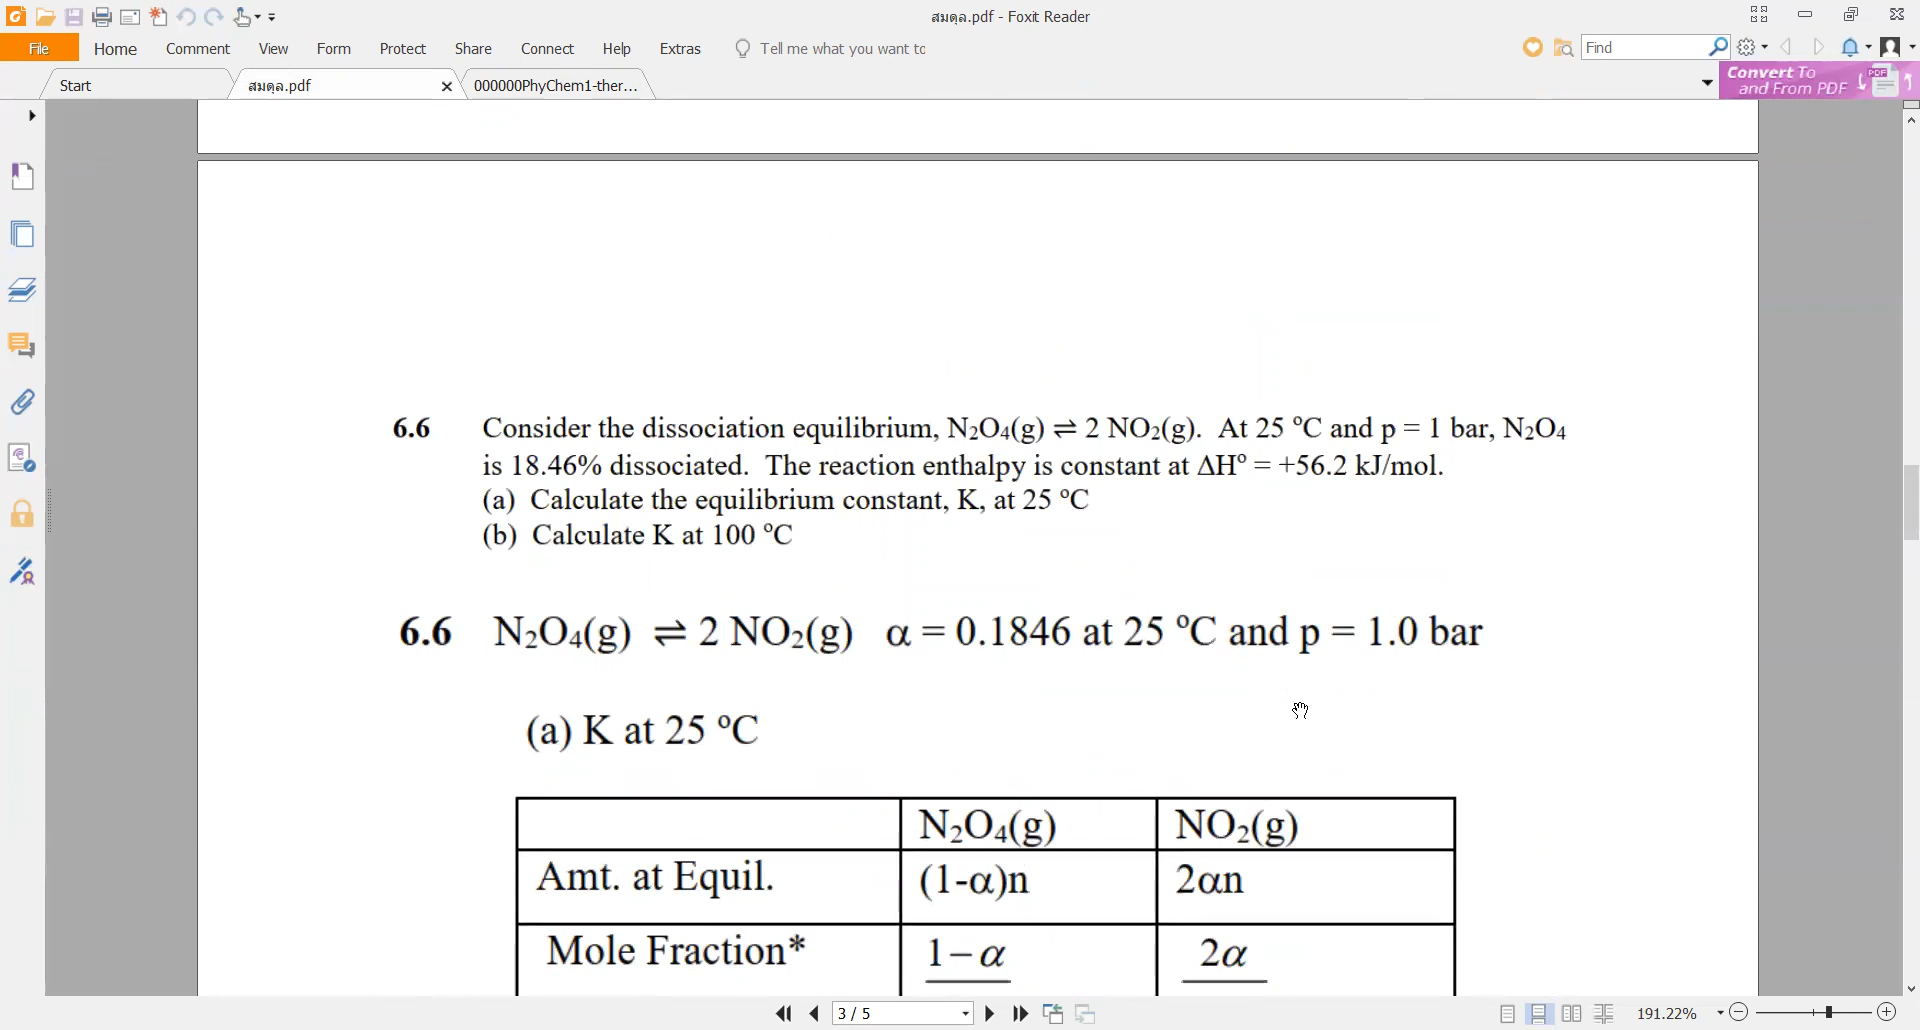 สมดุล.pdf - Foxit Reader
File Home Comment View Form Protect Share Connect Help Extras Tell me what you want to Find
Start สมดุล.pdf 000000PhyChem1-ther...
Convert To
and From PDF
PDF
6.6 Consider the dissociation equilibrium, N₂O₄(g) ⇌ 2 NO₂(g). At 25 °C and p = 1 bar, N₂O₄
is 18.46% dissociated. The reaction enthalpy is constant at ΔH° = +56.2 kJ/mol.
(a) Calculate the equilibrium constant, K, at 25 °C
(b) Calculate K at 100 °C
6.6 N₂O₄(g) ⇌ 2 NO₂(g) α = 0.1846 at 25 °C and p = 1.0 bar
(a) K at 25 °C
N₂O₄(g) NO₂(g)
Amt. at Equil. (1-α)n 2αn
Mole Fraction* 1 − α 2α
3 / 5 191.22%